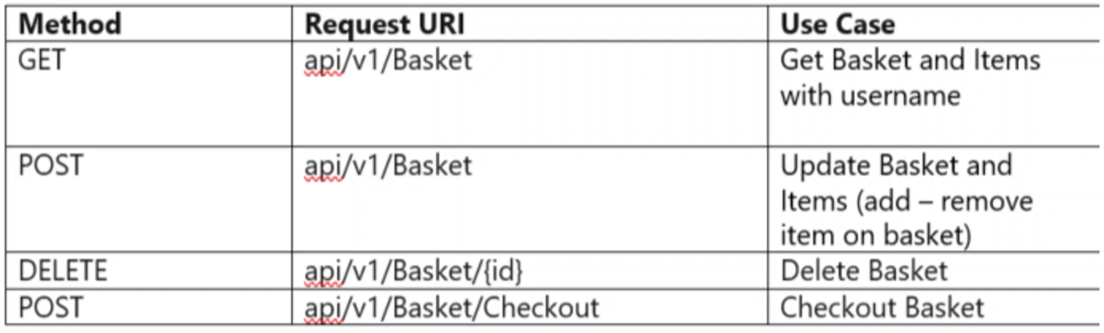 Method Request URI Use Case
GET api/v1/Basket Get Basket and Items
with username
POST api/v1/Basket Update Basket and
Items (add – remove
item on basket)
DELETE api/v1/Basket/{id} Delete Basket
POST api/v1/Basket/Checkout Checkout Basket